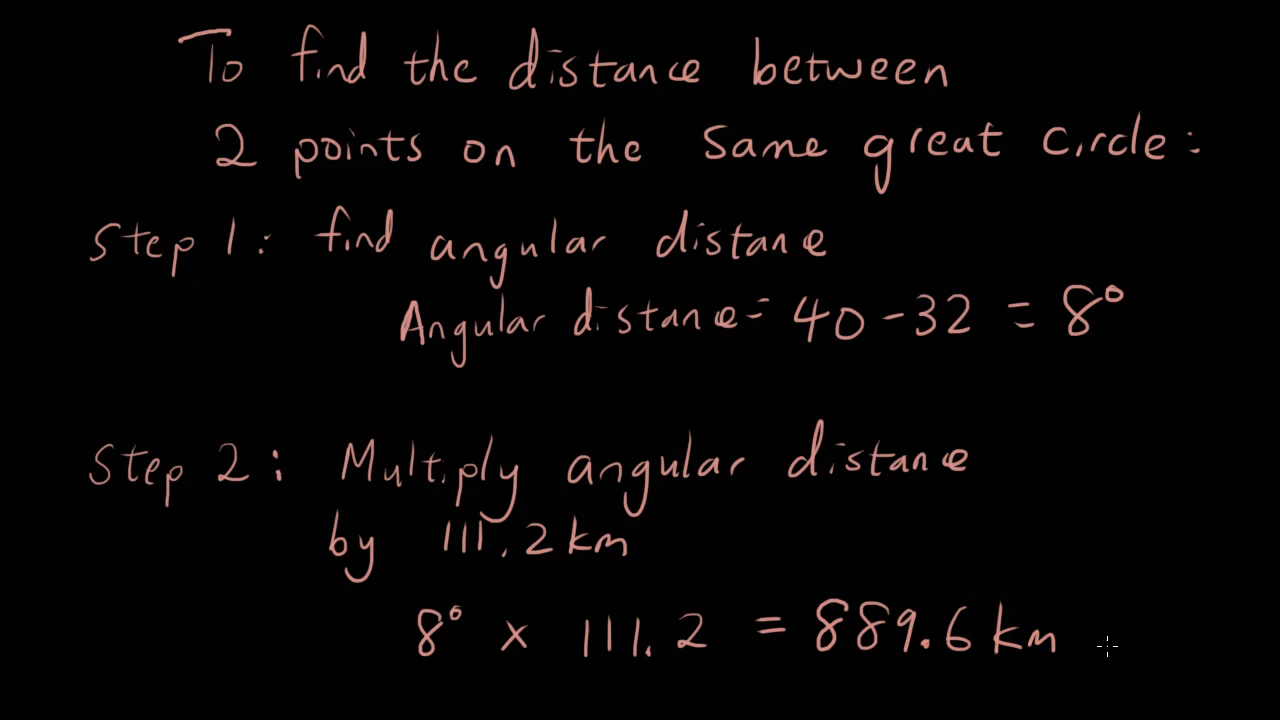 To find the distance between
2 points on the same great circle:
Step 1: find angular distane
Angular distane = 40 - 32 = 8°
Step 2: Multiply angular distane
by 111.2 km
8° x 111.2 = 889.6 km